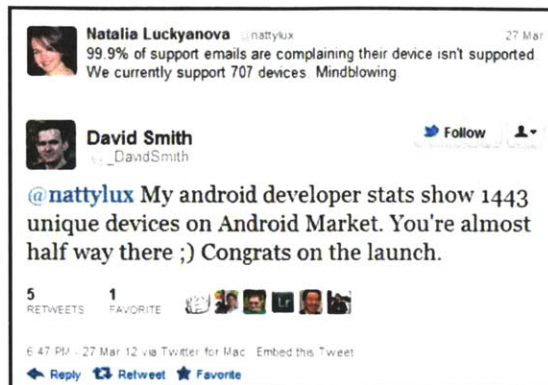 Natalia Luckyanova @nattylux 27 Mar
99.9% of support emails are complaining their device isn't supported.
We currently support 707 devices. Mindblowing.
David Smith
_DavidSmith
Follow
@nattylux My android developer stats show 1443
unique devices on Android Market. You're almost
half way there ;) Congrats on the launch.
5 1
RETWEETS FAVORITE
Lr
6:47 PM - 27 Mar 12 via Twitter for Mac · Embed this Tweet
Reply Retweet Favorite